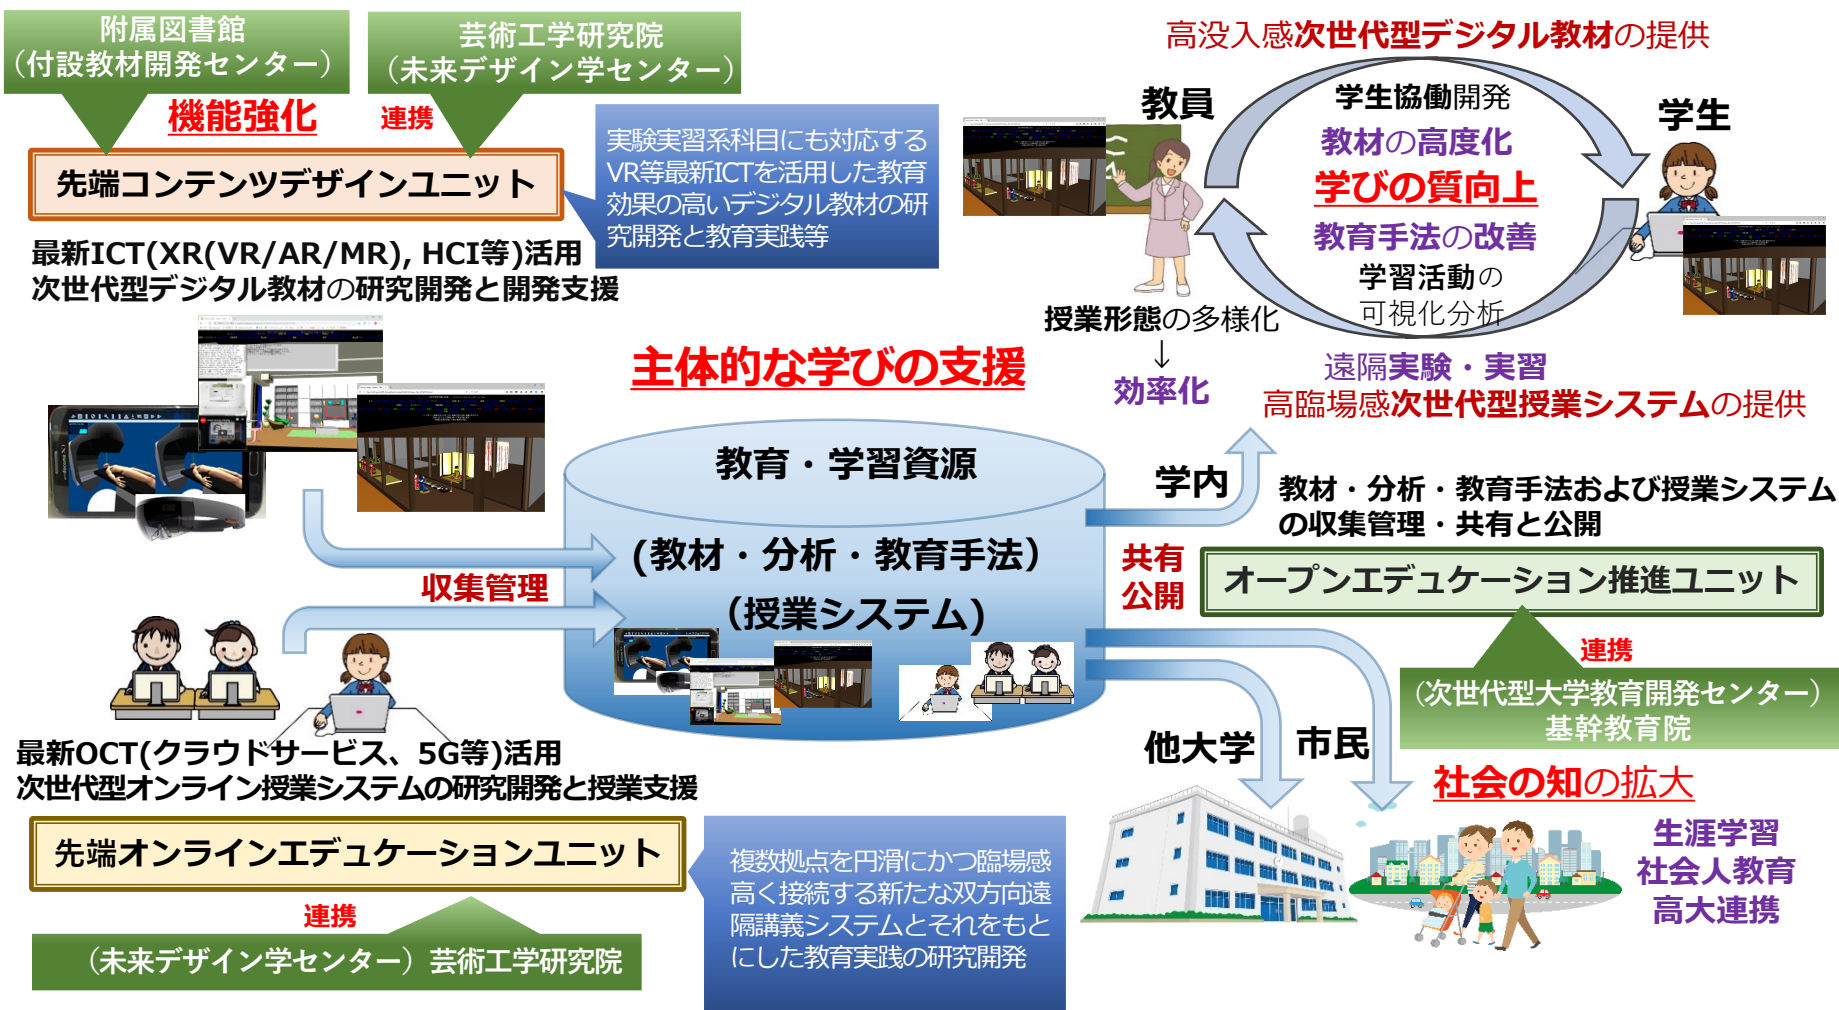 附属図書館
（付設教材開発センター）
芸術工学研究院
（未来デザイン学センター）
機能強化
連携
先端コンテンツデザインユニット
実験実習系科目にも対応する
VR等最新ICTを活用した教育
効果の高いデジタル教材の研
究開発と教育実践等
最新ICT(XR(VR/AR/MR), HCI等)活用
次世代型デジタル教材の研究開発と開発支援
高没入感次世代型デジタル教材の提供
教員
学生
学生協働開発
教材の高度化
学びの質向上
教育手法の改善
学習活動の
可視化分析
授業形態の多様化
↓
効率化
遠隔実験・実習
高臨場感次世代型授業システムの提供
主体的な学びの支援
教育・学習資源
(教材・分析・教育手法）
（授業システム)
収集管理
学内
共有
公開
教材・分析・教育手法および授業システム
の収集管理・共有と公開
オープンエデュケーション推進ユニット
連携
（次世代型大学教育開発センター）
基幹教育院
他大学
市民
社会の知の拡大
生涯学習
社会人教育
高大連携
最新OCT(クラウドサービス、5G等)活用
次世代型オンライン授業システムの研究開発と授業支援
先端オンラインエデュケーションユニット
連携
（未来デザイン学センター）芸術工学研究院
複数拠点を円滑にかつ臨場感
高く接続する新たな双方向遠
隔講義システムとそれをもと
にした教育実践の研究開発